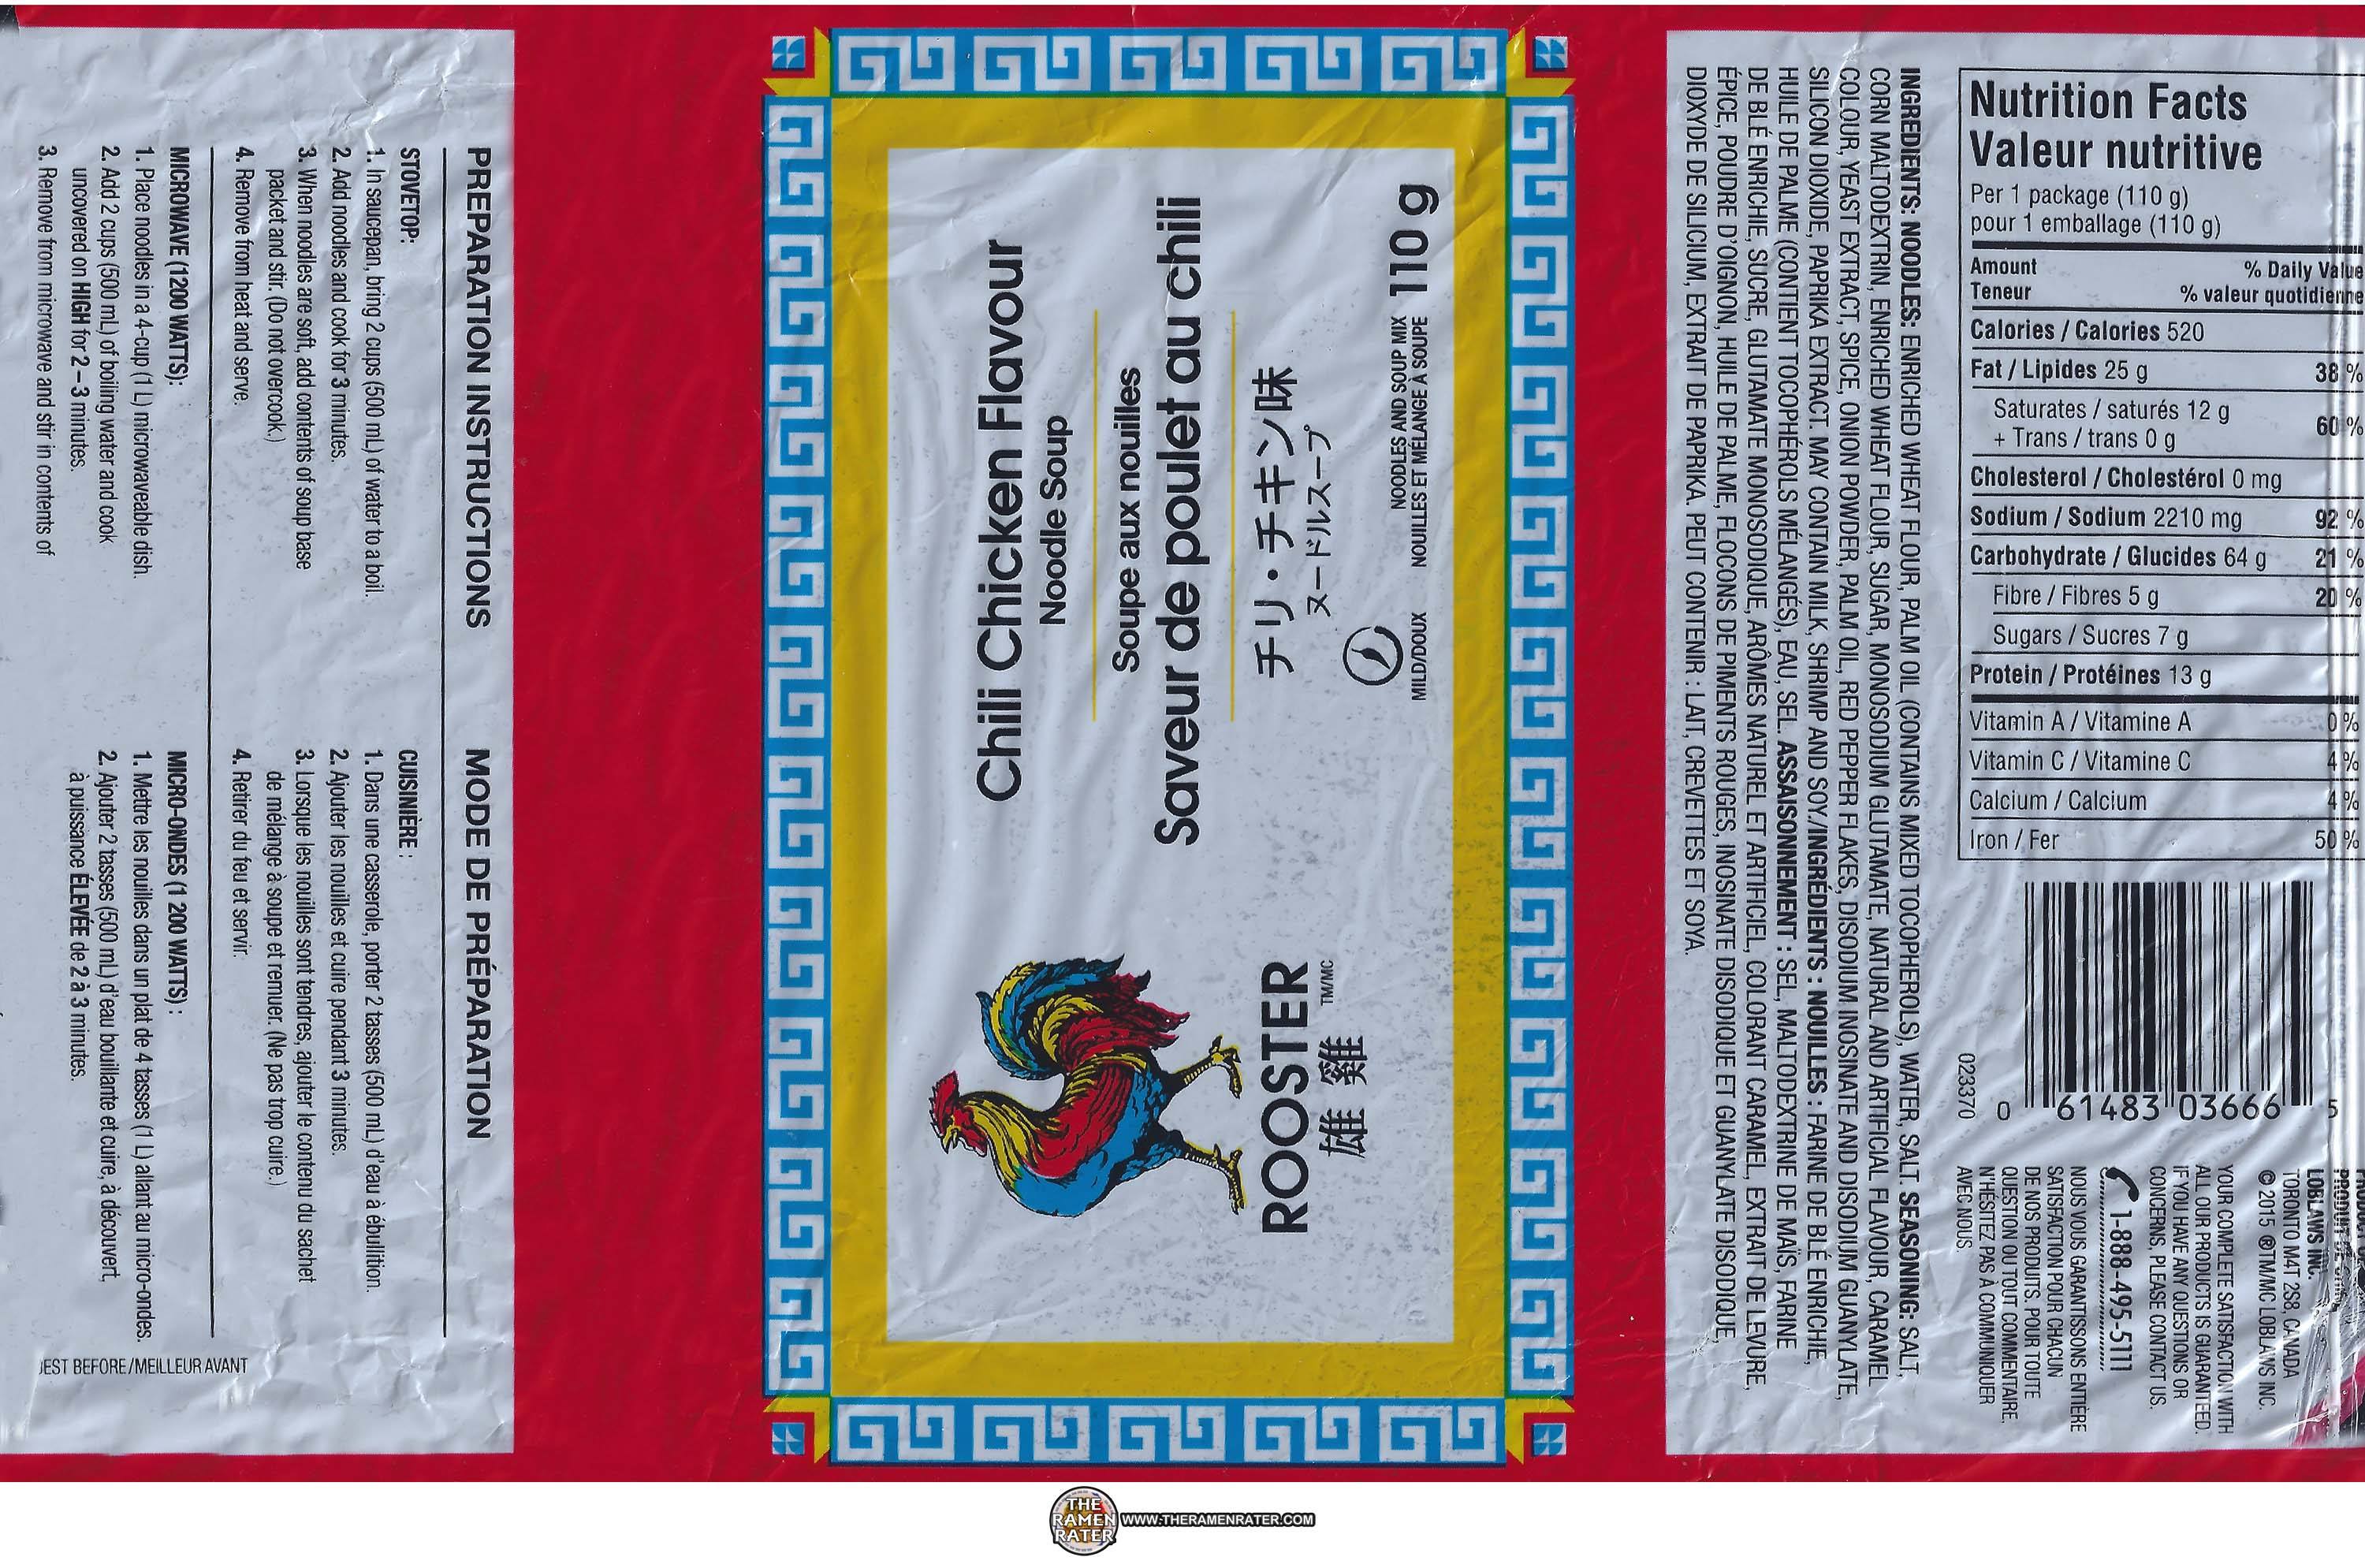 PREPARATION INSTRUCTIONS
STOVETOP:
1. In saucepan, bring 2 cups (500 mL) of water to a boil.
2. Add noodles and cook for 3 minutes.
3. When noodles are soft, add contents of soup base
packet and stir. (Do not overcook.)
4. Remove from heat and serve.
MICROWAVE (1200 WATTS):
1. Place noodles in a 4-cup (1 L) microwaveable dish.
2. Add 2 cups (500 mL) of boiling water and cook
uncovered on HIGH for 2 – 3 minutes.
3. Remove from microwave and stir in contents of
MODE DE PRÉPARATION
CUISINIÈRE :
1. Dans une casserole, porter 2 tasses (500 mL) d'eau à ébullition.
2. Ajouter les nouilles et cuire pendant 3 minutes.
3. Lorsque les nouilles sont tendres, ajouter le contenu du sachet
de mélange à soupe et remuer. (Ne pas trop cuire.)
4. Retirer du feu et servir.
MICRO-ONDES (1 200 WATTS) :
1. Mettre les nouilles dans un plat de 4 tasses (1 L) allant au micro-ondes.
2. Ajouter 2 tasses (500 mL) d'eau bouillante et cuire, à découvert,
à puissance ÉLEVÉE de 2 à 3 minutes.
EST BEFORE/MEILLEUR AVANT
Chili Chicken Flavour
Noodle Soup
Soupe aux nouilles
Saveur de poulet au chili
チリ・チキン味
ヌードルスープ
MILD/DOUX
NOODLES AND SOUP MIX
NOUILLES ET MÉLANGE À SOUPE
110 g
ROOSTER
TM/MC
雄雞
INGREDIENTS: NOODLES: ENRICHED WHEAT FLOUR, PALM OIL (CONTAINS MIXED TOCOPHEROLS), WATER, SALT. SEASONING: SALT,
CORN MALTODEXTRIN, ENRICHED WHEAT FLOUR, SUGAR, MONOSODIUM GLUTAMATE, NATURAL AND ARTIFICIAL FLAVOUR, CARAMEL
COLOUR, YEAST EXTRACT, SPICE, ONION POWDER, PALM OIL, RED PEPPER FLAKES, DISODIUM INOSINATE AND DISODIUM GUANYLATE,
SILICON DIOXIDE, PAPRIKA EXTRACT. MAY CONTAIN MILK, SHRIMP AND SOY./INGRÉDIENTS : NOUILLES : FARINE DE BLÉ ENRICHIE,
HUILE DE PALME (CONTIENT TOCOPHÉROLS MÉLANGÉS), EAU, SEL. ASSAISONNEMENT : SEL, MALTODEXTRINE DE MAÏS, FARINE
DE BLÉ ENRICHIE, SUCRE, GLUTAMATE MONOSODIQUE, ARÔMES NATUREL ET ARTIFICIEL, COLORANT CARAMEL, EXTRAIT DE LEVURE,
ÉPICE, POUDRE D'OIGNON, HUILE DE PALME, FLOCONS DE PIMENTS ROUGES, INOSINATE DISODIQUE ET GUANYLATE DISODIQUE,
DIOXYDE DE SILICIUM, EXTRAIT DE PAPRIKA. PEUT CONTENIR : LAIT, CREVETTES ET SOYA.
Nutrition Facts
Valeur nutritive
Per 1 package (110 g)
pour 1 emballage (110 g)
Amount % Daily Value
Teneur % valeur quotidienne
Calories / Calories 520
Fat / Lipides 25 g 38 %
Saturates / saturés 12 g
+ Trans / trans 0 g 60 %
Cholesterol / Cholestérol 0 mg
Sodium / Sodium 2210 mg 92 %
Carbohydrate / Glucides 64 g 21 %
Fibre / Fibres 5 g 20 %
Sugars / Sucres 7 g
Protein / Protéines 13 g
Vitamin A / Vitamine A 0 %
Vitamin C / Vitamine C 4 %
Calcium / Calcium 4 %
Iron / Fer 50 %
0 61483 03666 5
023370
LOBLAWS INC.
TORONTO M4T 2S8, CANADA
© 2015 ®TM/MC LOBLAWS INC.
YOUR COMPLETE SATISFACTION WITH
ALL OUR PRODUCTS IS GUARANTEED.
IF YOU HAVE ANY QUESTIONS OR
CONCERNS, PLEASE CONTACT US.
1-888-495-5111
NOUS VOUS GARANTISSONS ENTIÈRE
SATISFACTION POUR CHACUN
DE NOS PRODUITS. POUR TOUTE
QUESTION OU TOUT COMMENTAIRE,
N'HÉSITEZ PAS À COMMUNIQUER
AVEC NOUS.
THE
RAMEN
RATER
WWW.THERAMENRATER.COM